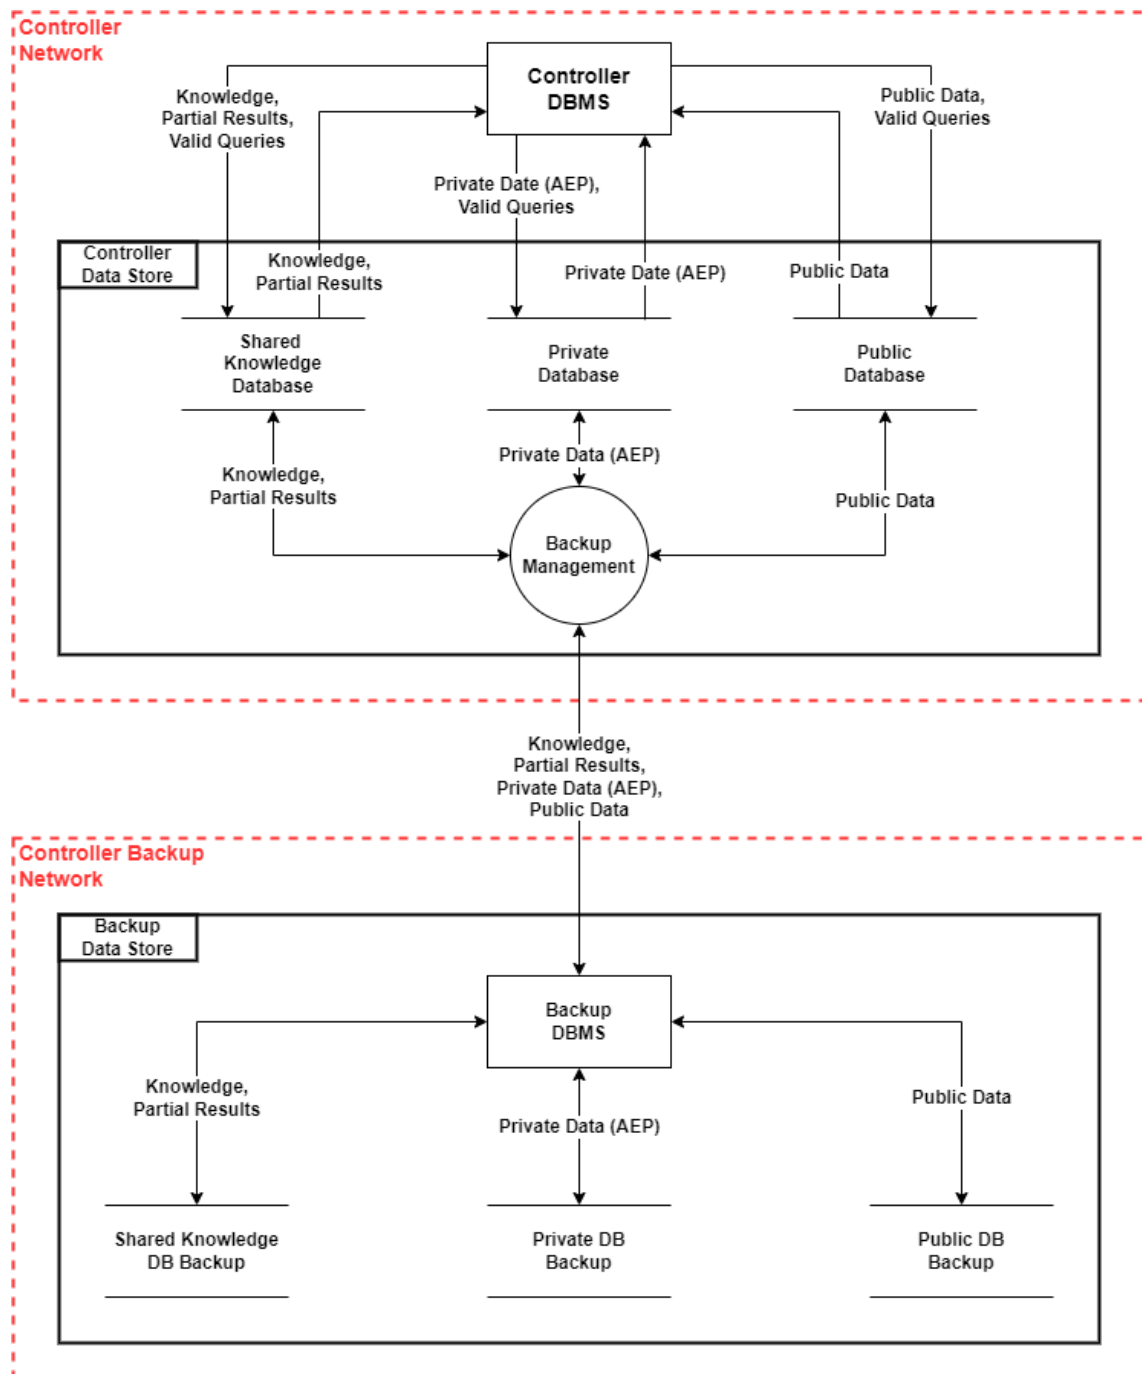 Controller
Network
Controller
DBMS
Knowledge,
Partial Results,
Valid Queries
Public Data,
Valid Queries
Private Date (AEP),
Valid Queries
Controller
Data Store
Knowledge,
Partial Results
Private Date (AEP)
Public Data
Shared
Knowledge
Database
Private
Database
Public
Database
Knowledge,
Partial Results
Private Data (AEP)
Public Data
Backup
Management
Knowledge,
Partial Results,
Private Data (AEP),
Public Data
Controller Backup
Network
Backup
Data Store
Backup
DBMS
Knowledge,
Partial Results
Private Data (AEP)
Public Data
Shared Knowledge
DB Backup
Private DB
Backup
Public DB
Backup